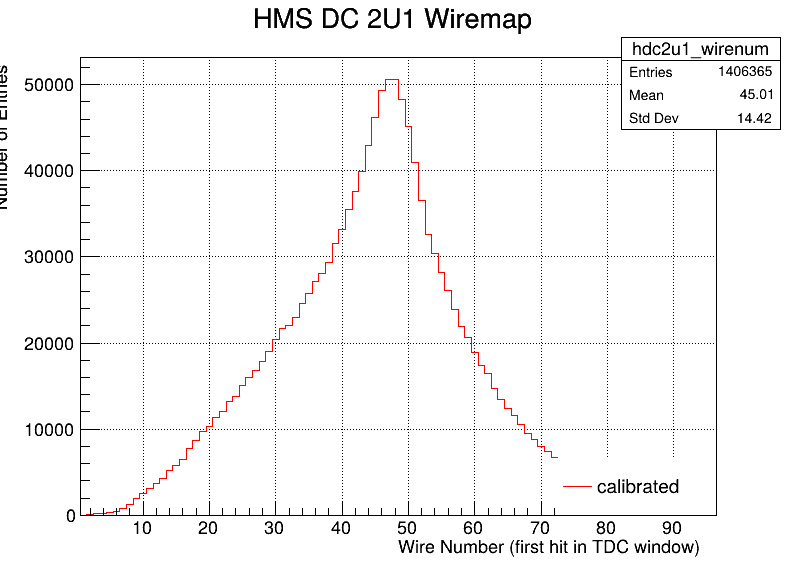 HMS DC 2U1 Wiremap
hdc2u1_wirenum
Entries 1406365
Mean 45.01
Std Dev 14.42
Number of Entries
50000
40000
30000
20000
10000
0
calibrated
10 20 30 40 50 60 70 80 90
Wire Number (first hit in TDC window)